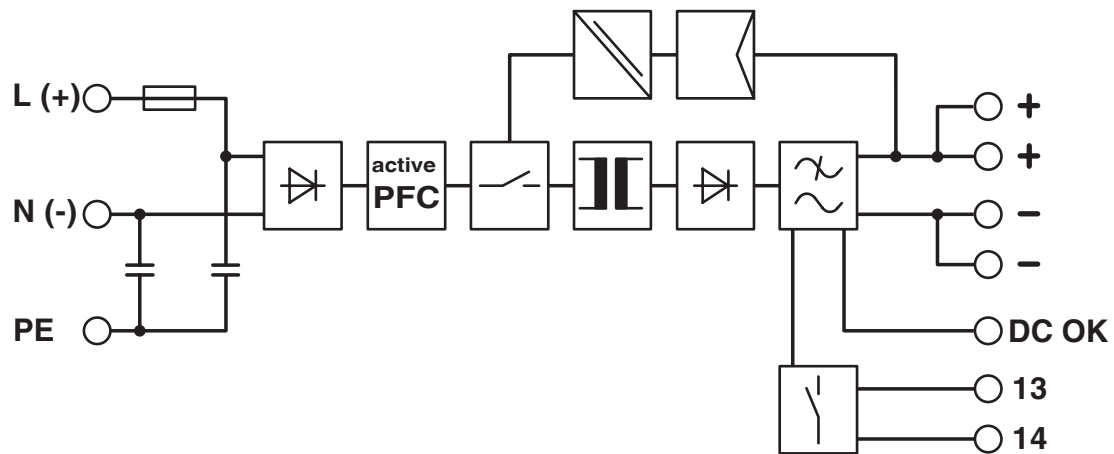 L (+)
N (-)
PE
active
PFC
+
+
–
–
DC OK
13
14